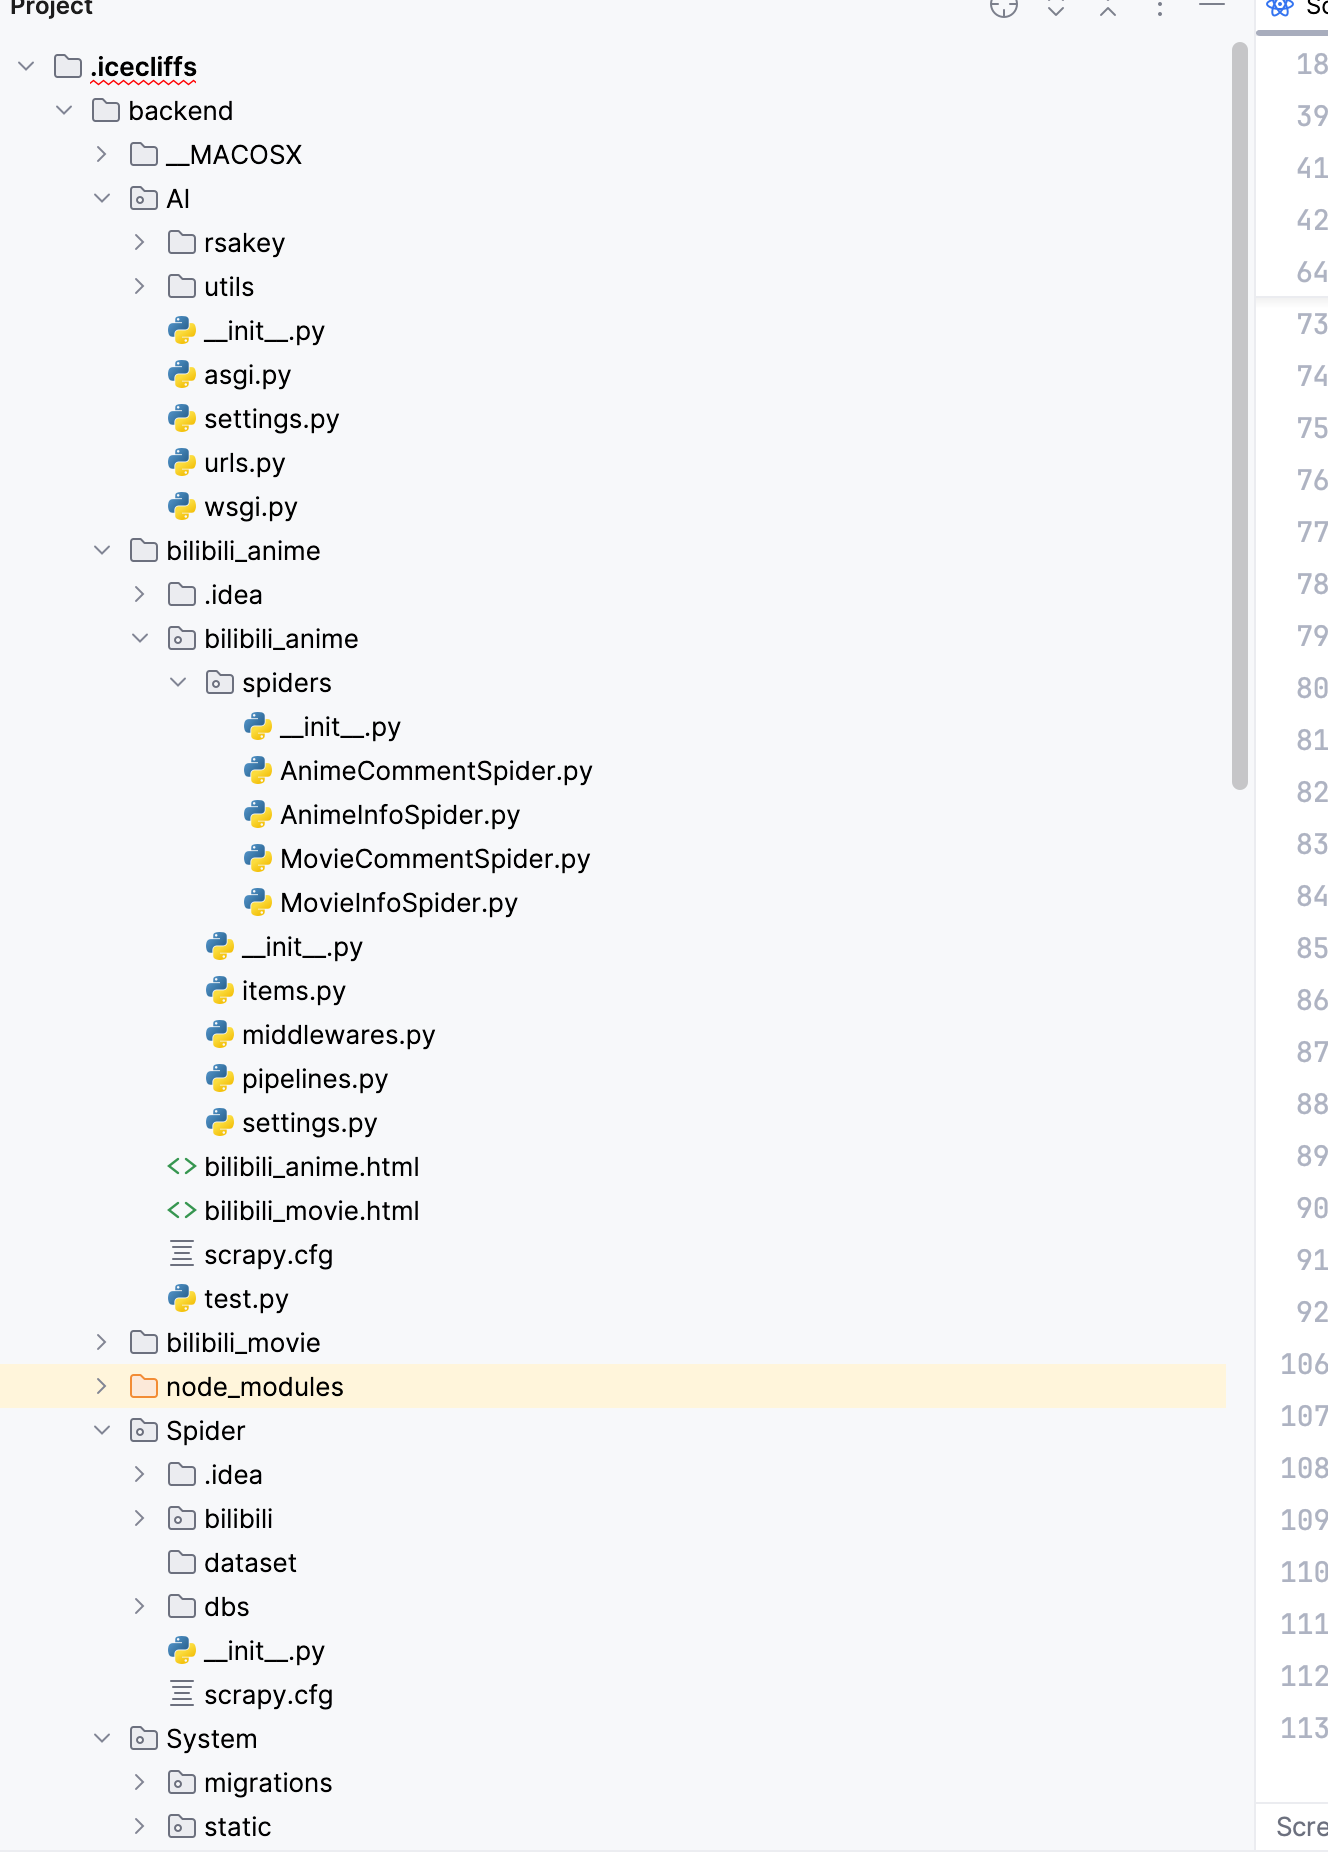 Project
.icecliffs
backend
__MACOSX
AI
rsakey
utils
__init__.py
asgi.py
settings.py
urls.py
wsgi.py
bilibili_anime
.idea
bilibili_anime
spiders
__init__.py
AnimeCommentSpider.py
AnimeInfoSpider.py
MovieCommentSpider.py
MovieInfoSpider.py
__init__.py
items.py
middlewares.py
pipelines.py
settings.py
bilibili_anime.html
bilibili_movie.html
scrapy.cfg
test.py
bilibili_movie
node_modules
Spider
.idea
bilibili
dataset
dbs
__init__.py
scrapy.cfg
System
migrations
static
Sc
18
39
41
42
64
73
74
75
76
77
78
79
80
81
82
83
84
85
86
87
88
89
90
91
92
106
107
108
109
110
111
112
113
Scre